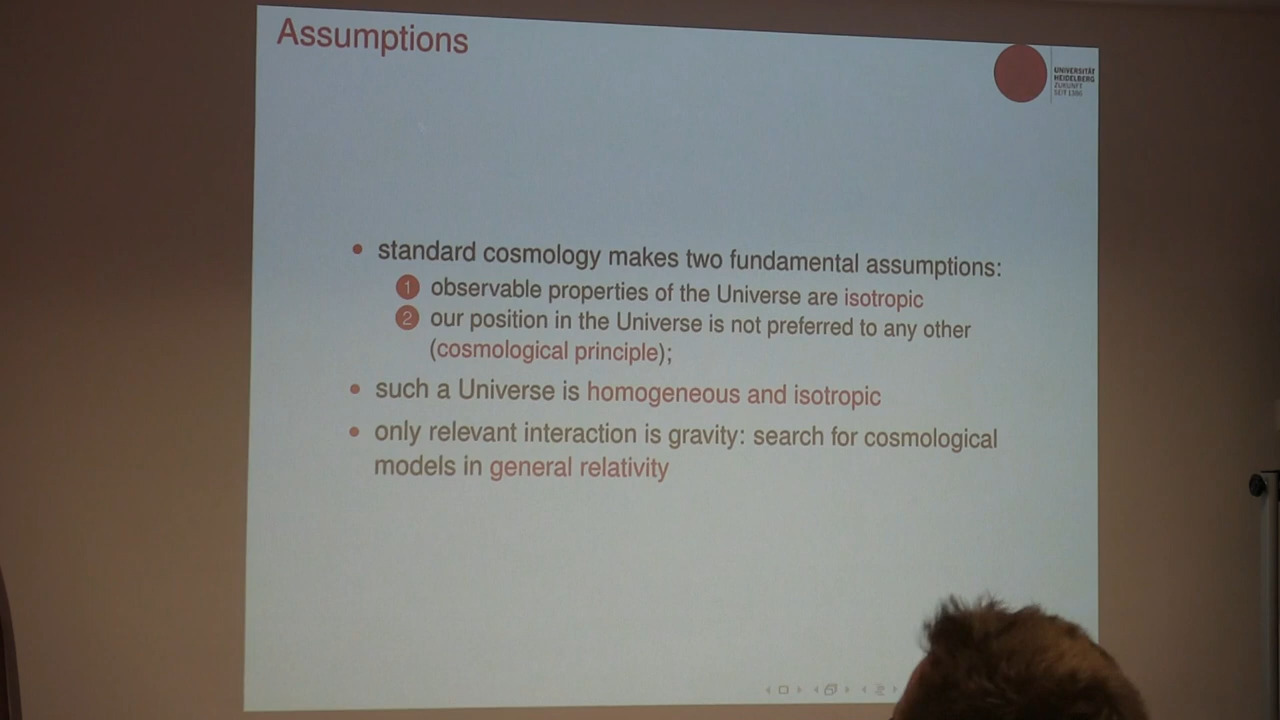 Assumptions
UNIVERSITÄT
HEIDELBERG
ZUKUNFT
SEIT 1386
• standard cosmology makes two fundamental assumptions:
1 observable properties of the Universe are isotropic
2 our position in the Universe is not preferred to any other
(cosmological principle);
• such a Universe is homogeneous and isotropic
• only relevant interaction is gravity: search for cosmological
models in general relativity